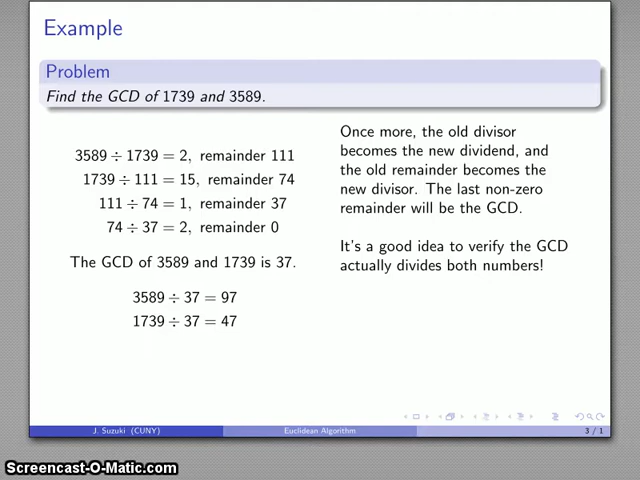 Example
Problem
Find the GCD of 1739 and 3589.
3589 ÷ 1739 = 2, remainder 111
1739 ÷ 111 = 15, remainder 74
111 ÷ 74 = 1, remainder 37
74 ÷ 37 = 2, remainder 0
The GCD of 3589 and 1739 is 37.
3589 ÷ 37 = 97
1739 ÷ 37 = 47
Once more, the old divisor
becomes the new dividend, and
the old remainder becomes the
new divisor. The last non-zero
remainder will be the GCD.
It's a good idea to verify the GCD
actually divides both numbers!
J. Suzuki (CUNY)
Euclidean Algorithm
3 / 1
Screencast-O-Matic.com